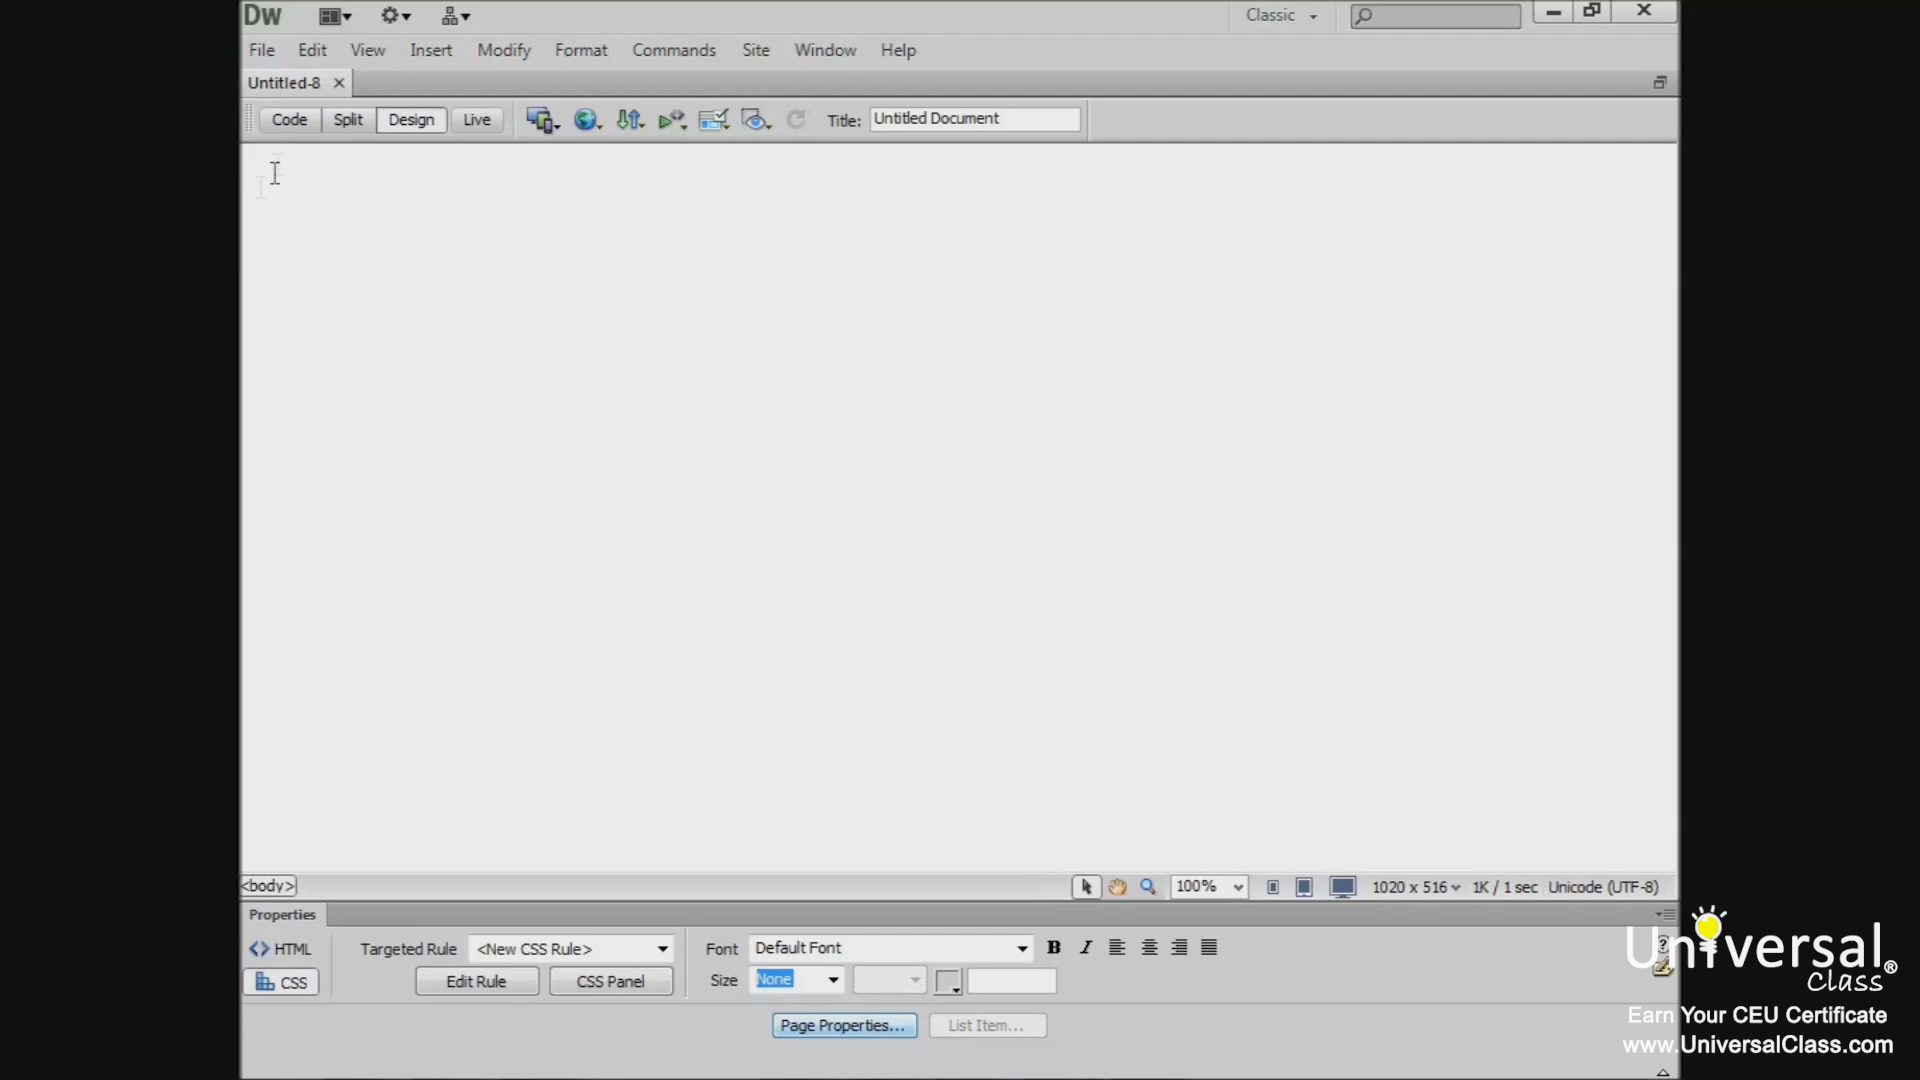 Dw
Classic
File Edit View Insert Modify Format Commands Site Window Help
Untitled-8
Code Split Design Live Title: Untitled Document
<body> 100% 1020 x 516 1K / 1 sec Unicode (UTF-8)
Properties
HTML Targeted Rule <New CSS Rule> Font Default Font B I
CSS Edit Rule CSS Panel Size None
Page Properties... List Item...
Universal
Class®
Earn Your CEU Certificate
www.UniversalClass.com